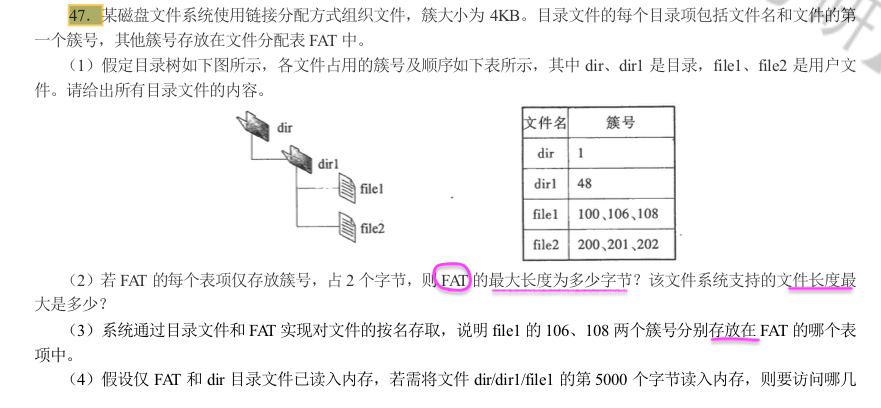 47．某磁盘文件系统使用链接分配方式组织文件，簇大小为 4KB。目录文件的每个目录项包括文件名和文件的第
一个簇号，其他簇号存放在文件分配表 FAT 中。
（1）假定目录树如下图所示，各文件占用的簇号及顺序如下表所示，其中 dir、dir1 是目录，file1、file2 是用户文
件。请给出所有目录文件的内容。
dir
dir1
file1
file2
文件名 簇号
dir 1
dir1 48
file1 100、106、108
file2 200、201、202
（2）若 FAT 的每个表项仅存放簇号，占 2 个字节，则 FAT 的最大长度为多少字节？该文件系统支持的文件长度最
大是多少？
（3）系统通过目录文件和 FAT 实现对文件的按名存取，说明 file1 的 106、108 两个簇号分别存放在 FAT 的哪个表
项中。
（4）假设仅 FAT 和 dir 目录文件已读入内存，若需将文件 dir/dir1/file1 的第 5000 个字节读入内存，则要访问哪几